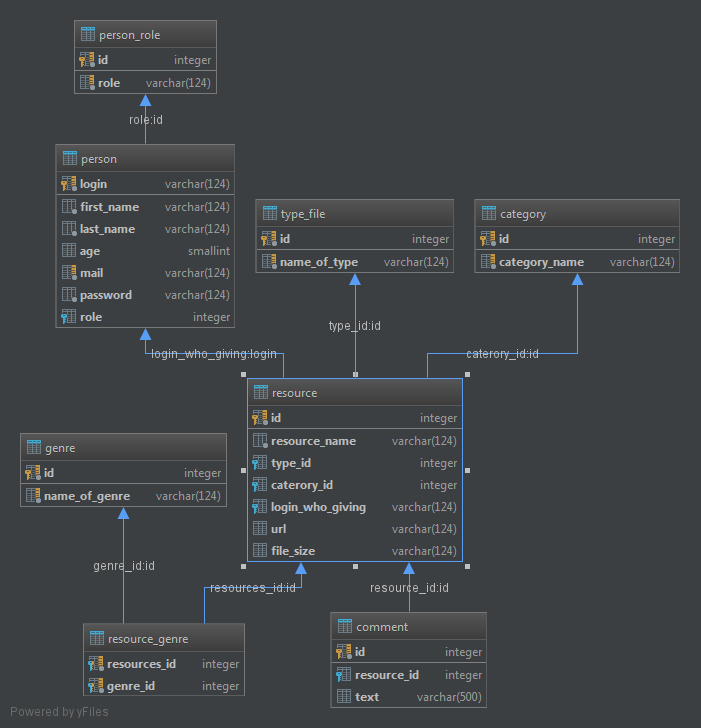 person_role
id integer
role varchar(124)
role:id
person
login varchar(124)
first_name varchar(124)
last_name varchar(124)
age smallint
mail varchar(124)
password varchar(124)
role integer
type_file
id integer
name_of_type varchar(124)
category
id integer
category_name varchar(124)
type_id:id
login_who_giving:login
caterory_id:id
resource
id integer
resource_name varchar(124)
type_id integer
caterory_id integer
login_who_giving varchar(124)
url varchar(124)
file_size varchar(124)
genre
id integer
name_of_genre varchar(124)
genre_id:id
resources_id:id
resource_id:id
resource_genre
resources_id integer
genre_id integer
comment
id integer
resource_id integer
text varchar(500)
Powered by yFiles